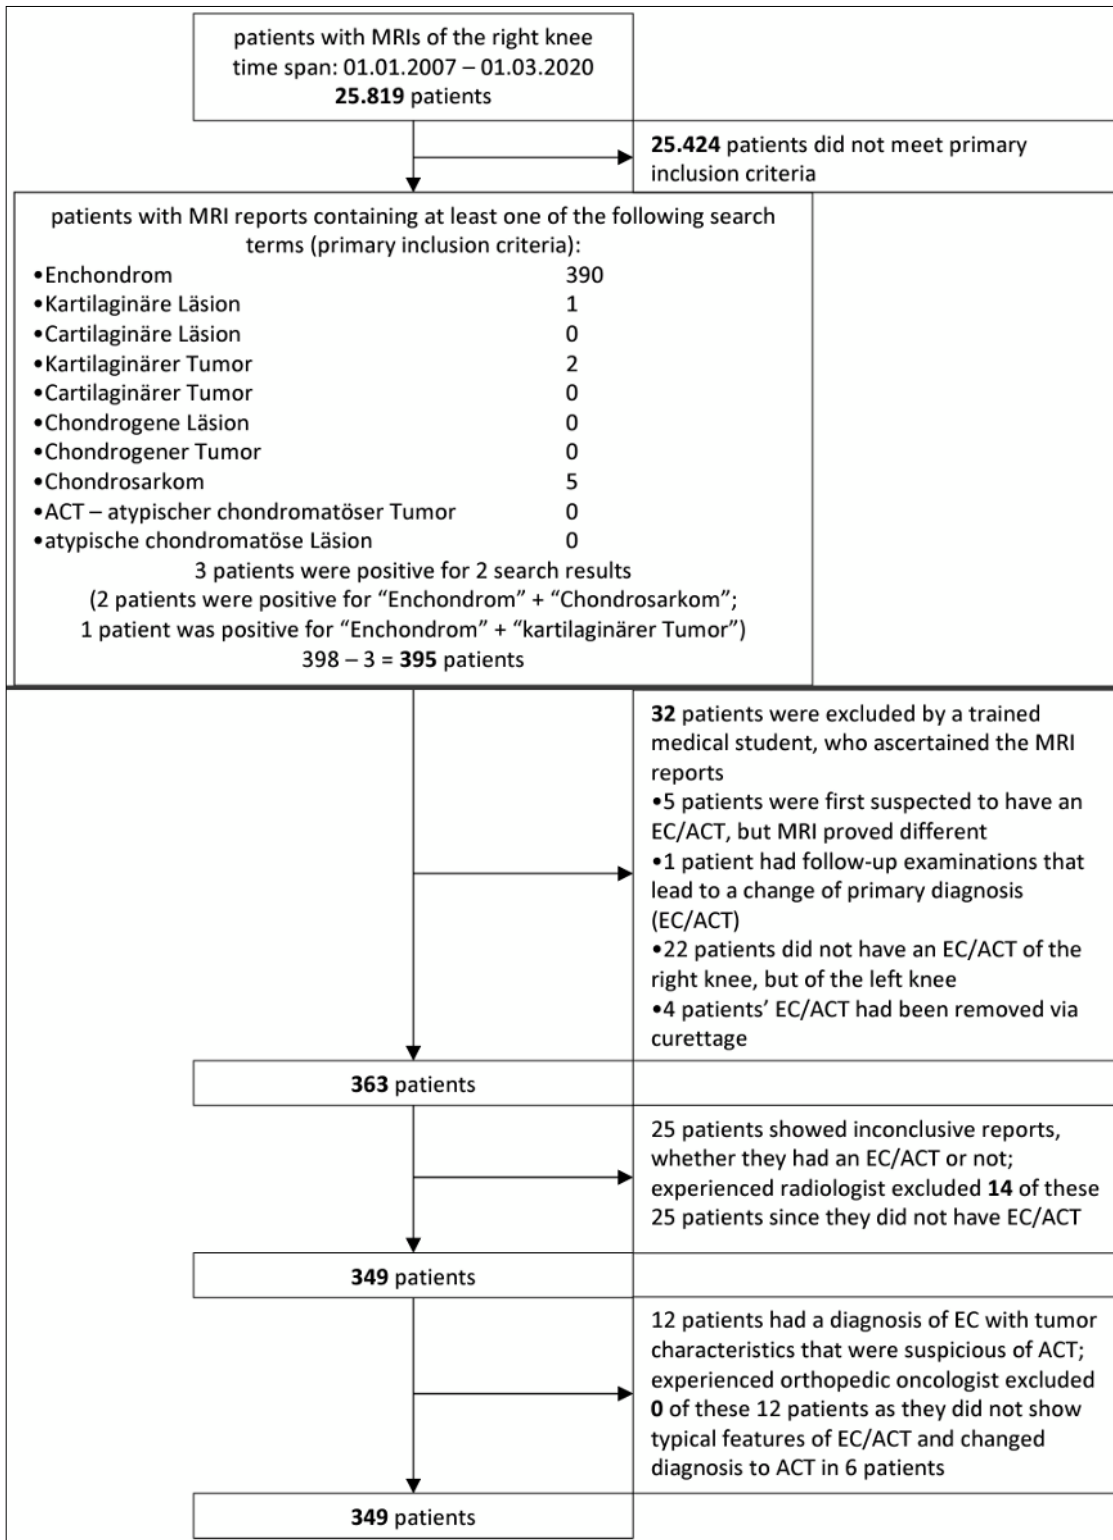 patients with MRIs of the right knee
time span: 01.01.2007 – 01.03.2020
25.819 patients
25.424 patients did not meet primary
inclusion criteria
patients with MRI reports containing at least one of the following search
terms (primary inclusion criteria):
•Enchondrom 390
•Kartilaginäre Läsion 1
•Cartilaginäre Läsion 0
•Kartilaginärer Tumor 2
•Cartilaginärer Tumor 0
•Chondrogene Läsion 0
•Chondrogener Tumor 0
•Chondrosarkom 5
•ACT – atypischer chondromatöser Tumor 0
•atypische chondromatöse Läsion 0
3 patients were positive for 2 search results
(2 patients were positive for “Enchondrom” + “Chondrosarkom”;
1 patient was positive for “Enchondrom” + “kartilaginärer Tumor”)
398 – 3 = 395 patients
32 patients were excluded by a trained
medical student, who ascertained the MRI
reports
•5 patients were first suspected to have an
EC/ACT, but MRI proved different
•1 patient had follow-up examinations that
lead to a change of primary diagnosis
(EC/ACT)
•22 patients did not have an EC/ACT of the
right knee, but of the left knee
•4 patients’ EC/ACT had been removed via
curettage
363 patients
25 patients showed inconclusive reports,
whether they had an EC/ACT or not;
experienced radiologist excluded 14 of these
25 patients since they did not have EC/ACT
349 patients
12 patients had a diagnosis of EC with tumor
characteristics that were suspicious of ACT;
experienced orthopedic oncologist excluded
0 of these 12 patients as they did not show
typical features of EC/ACT and changed
diagnosis to ACT in 6 patients
349 patients